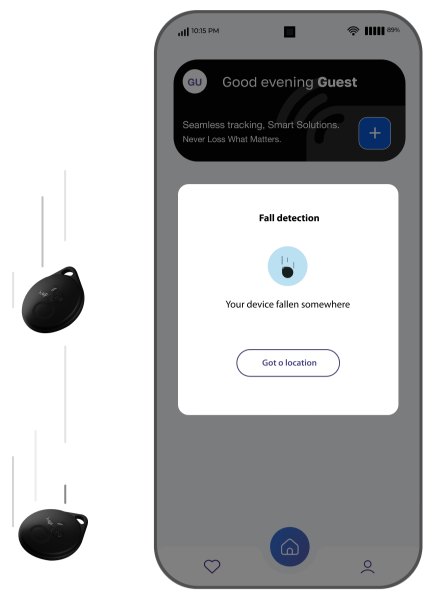 10:15 PM
89%
GU
Good evening Guest
Seamless tracking, Smart Solutions.
Never Loss What Matters.
+
Fall detection
Your device fallen somewhere
Got o location